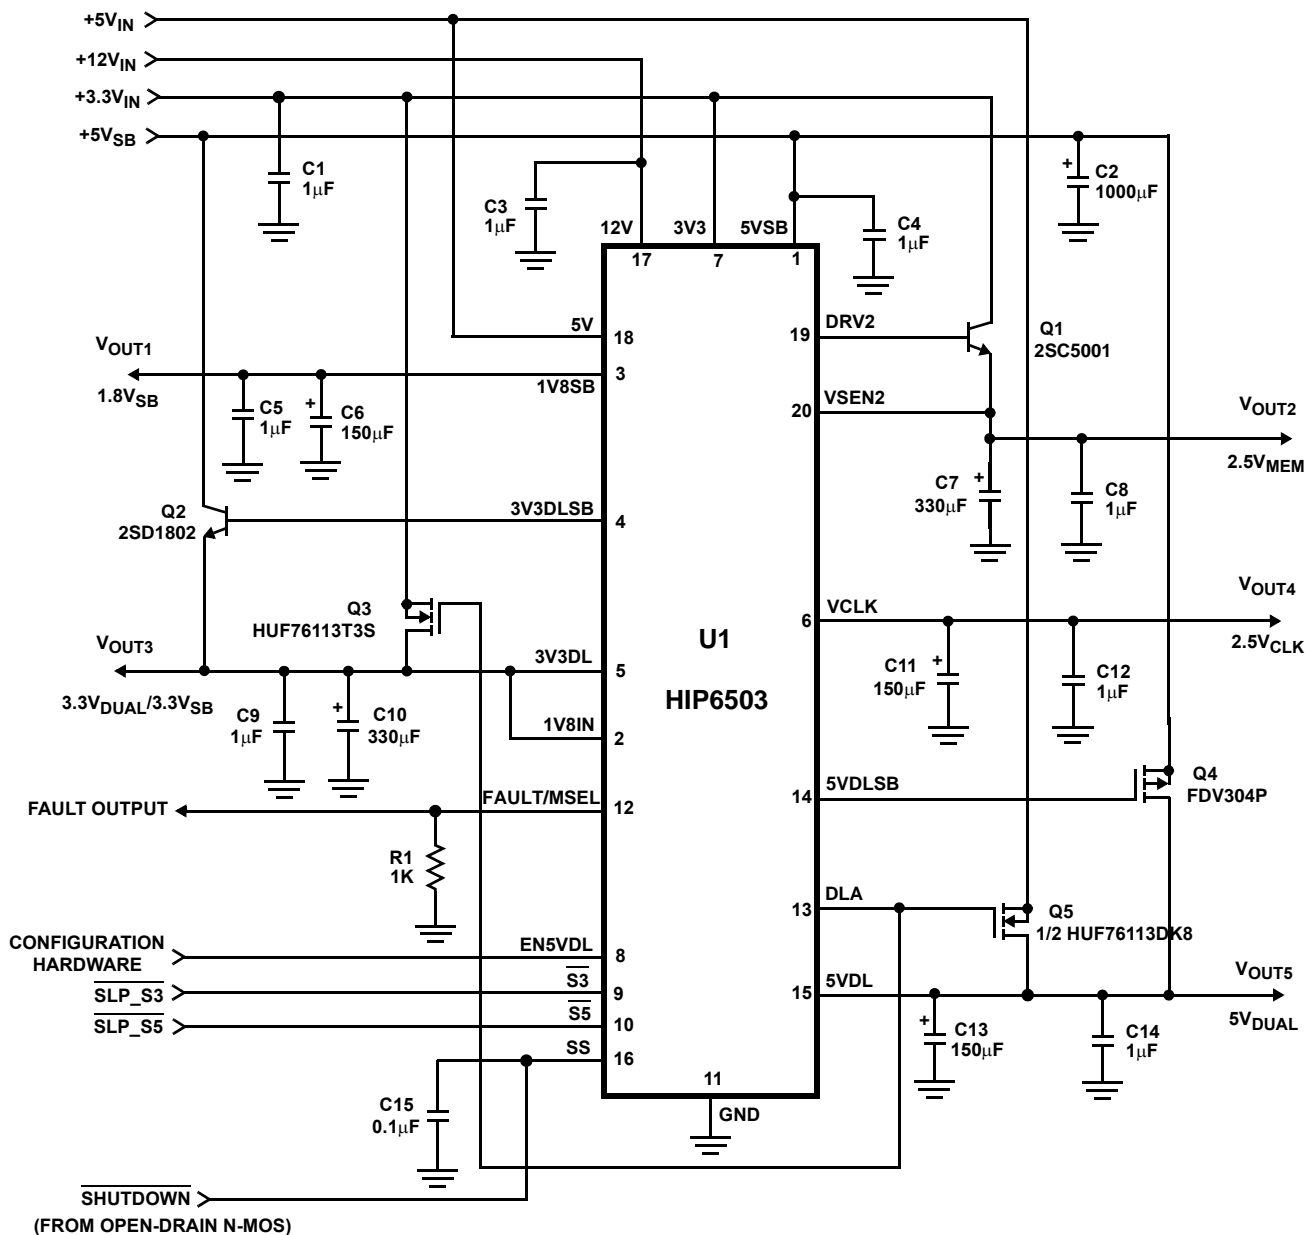 +5VIN
+12VIN
+3.3VIN
+5VSB
C1
1μF
C2
1000μF
C3
1μF
C4
1μF
12V
3V3
5VSB
17
7
1
5V
18
DRV2
19
Q1
2SC5001
VOUT1
1.8VSB
3
1V8SB
C5
1μF
+
C6
150μF
VSEN2
20
VOUT2
2.5VMEM
C7
330μF
+
C8
1μF
Q2
2SD1802
3V3DLSB
4
Q3
HUF76113T3S
U1
HIP6503
VCLK
6
VOUT4
2.5VCLK
C11
150μF
+
C12
1μF
VOUT3
3.3VDUAL/3.3VSB
3V3DL
5
C9
1μF
+
C10
330μF
1V8IN
2
FAULT OUTPUT
FAULT/MSEL
12
5VDLSB
14
Q4
FDV304P
R1
1K
DLA
13
Q5
1/2 HUF76113DK8
CONFIGURATION
HARDWARE
EN5VDL
8
SLP_S3
S3
9
SLP_S5
S5
10
5VDL
15
VOUT5
5VDUAL
+
C13
150μF
C14
1μF
SS
16
C15
0.1μF
11
GND
SHUTDOWN
(FROM OPEN-DRAIN N-MOS)
+